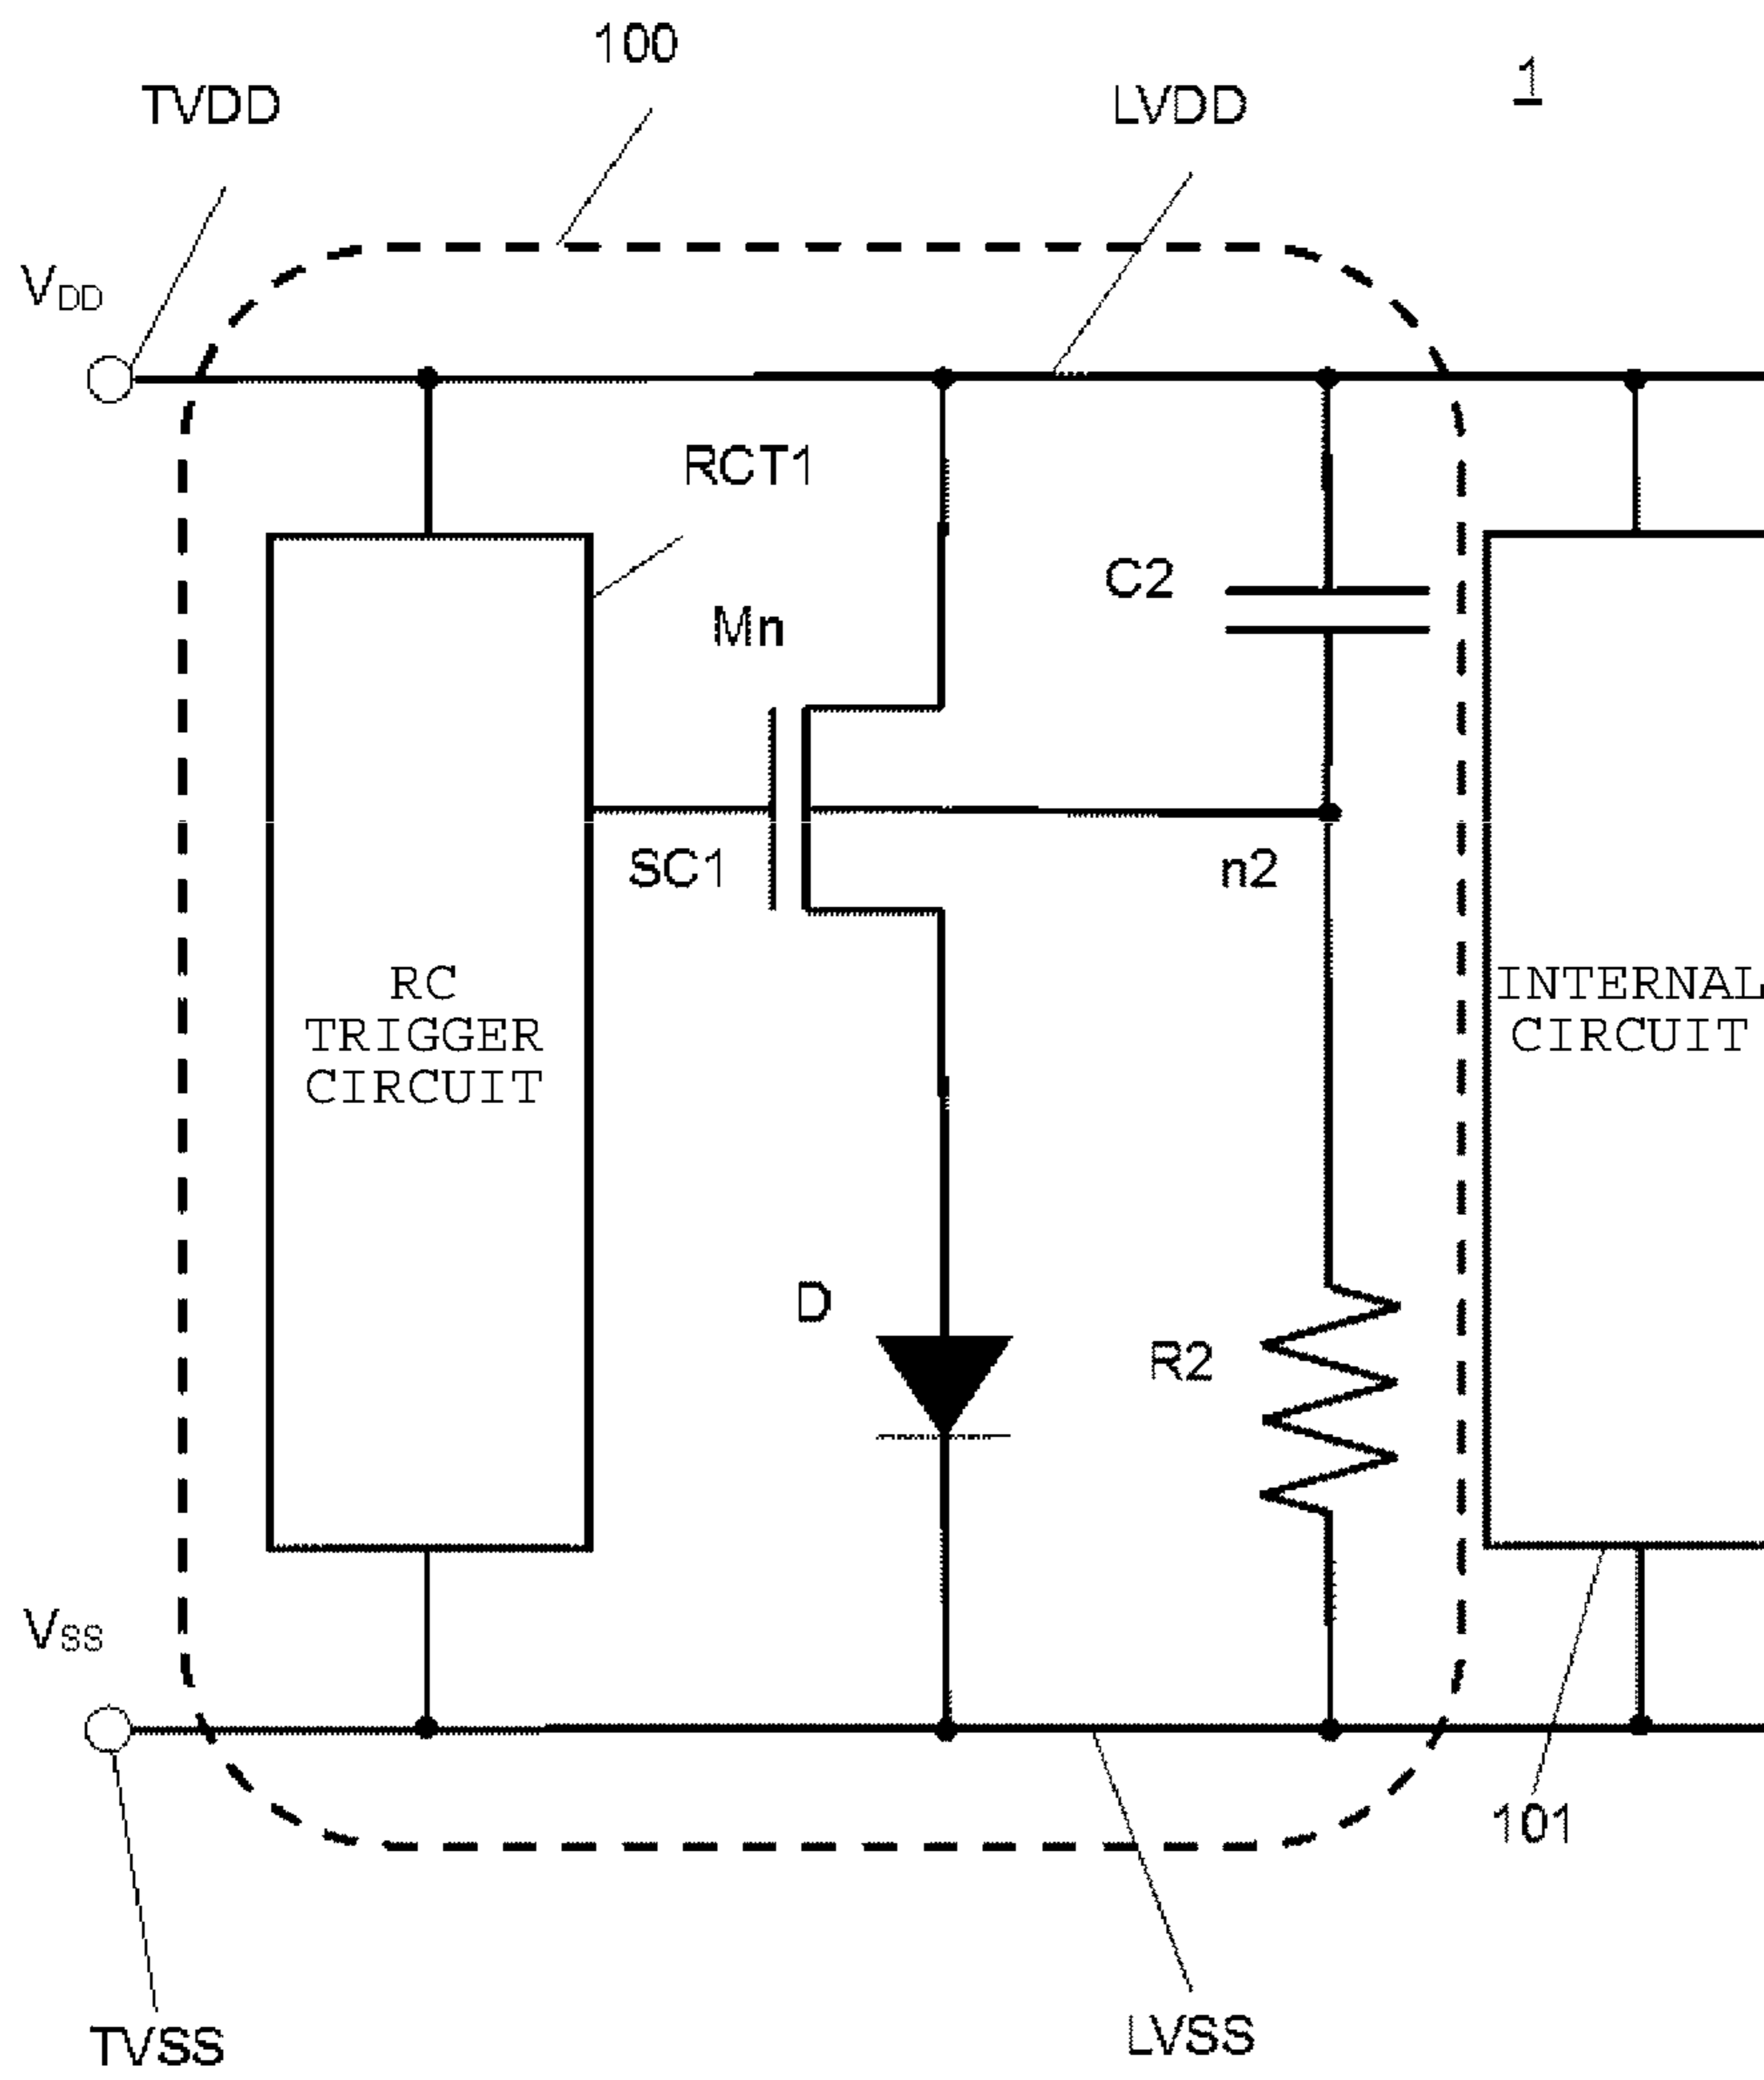 100
1
TVDD
LVDD
VDD
RCT1
C2
Mn
SC1
n2
RC
TRIGGER
CIRCUIT
INTERNAL
CIRCUIT
D
R2
VSS
101
TVSS
LVSS